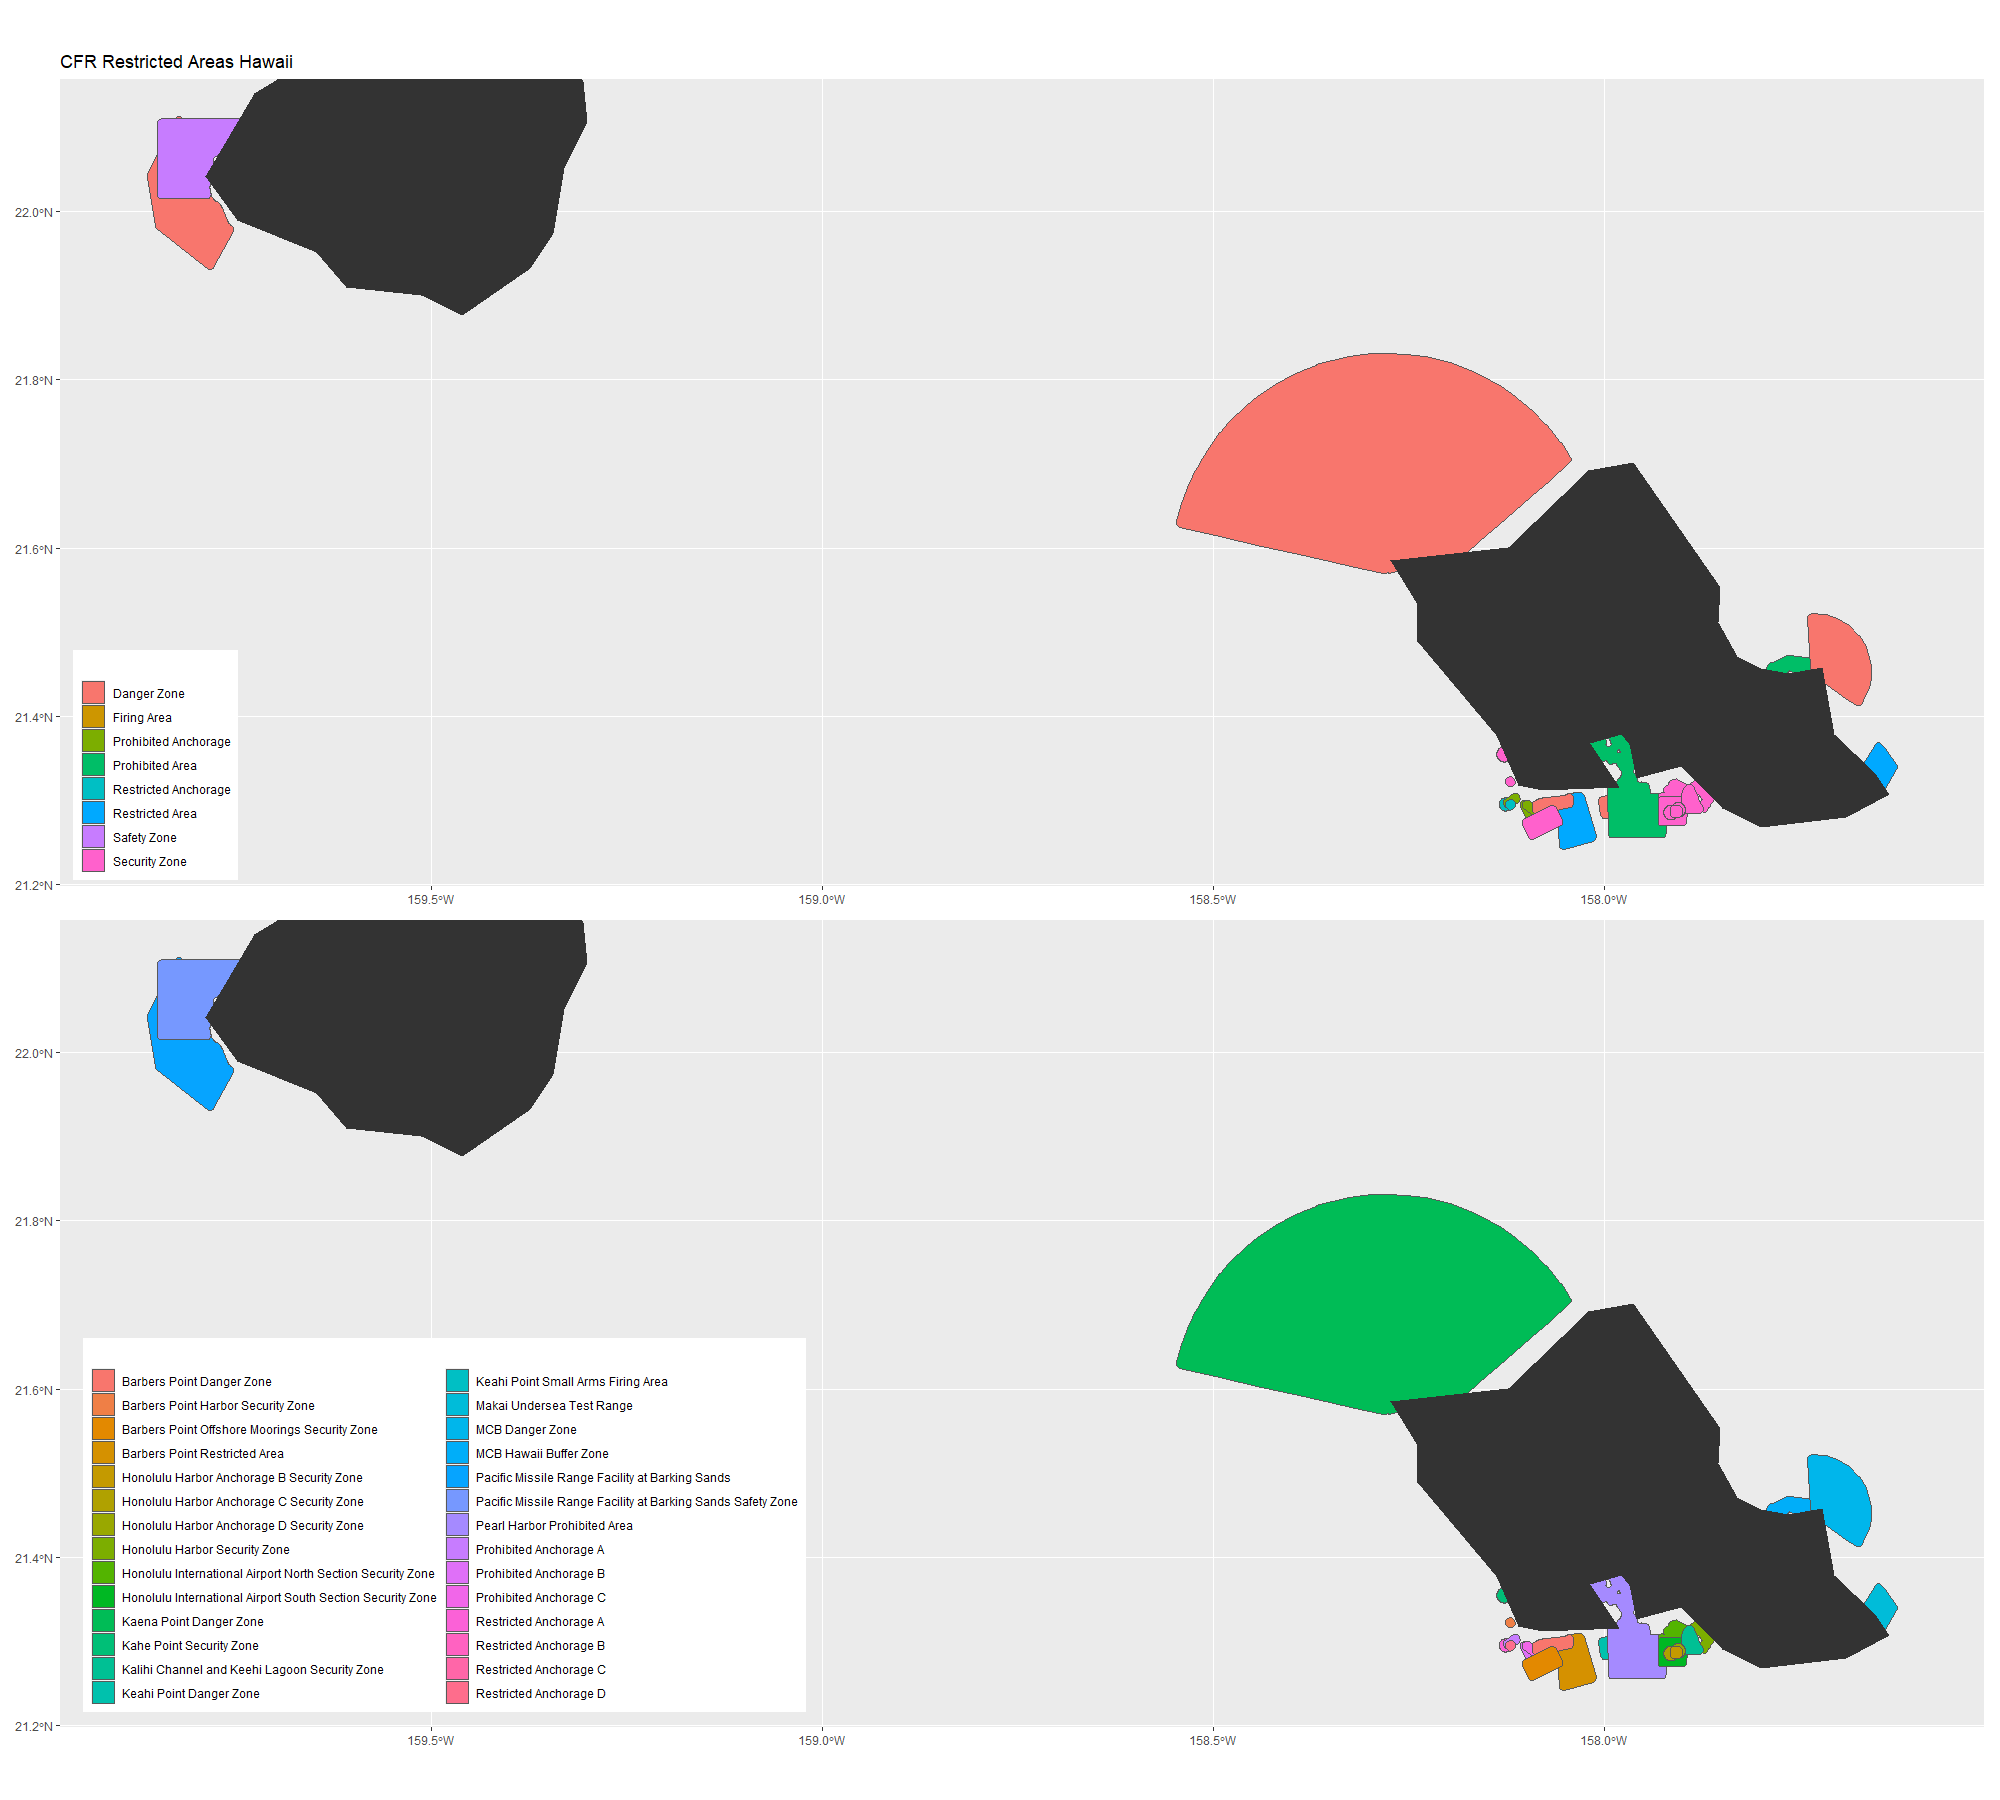 CFR Restricted Areas Hawaii
22.0°N
21.8°N
21.6°N
21.4°N
21.2°N
Danger Zone
Firing Area
Prohibited Anchorage
Prohibited Area
Restricted Anchorage
Restricted Area
Safety Zone
Security Zone
159.5°W
159.0°W
158.5°W
158.0°W
22.0°N
21.8°N
21.6°N
21.4°N
21.2°N
Barbers Point Danger Zone
Barbers Point Harbor Security Zone
Barbers Point Offshore Moorings Security Zone
Barbers Point Restricted Area
Honolulu Harbor Anchorage B Security Zone
Honolulu Harbor Anchorage C Security Zone
Honolulu Harbor Anchorage D Security Zone
Honolulu Harbor Security Zone
Honolulu International Airport North Section Security Zone
Honolulu International Airport South Section Security Zone
Kaena Point Danger Zone
Kahe Point Security Zone
Kalihi Channel and Keehi Lagoon Security Zone
Keahi Point Danger Zone
Keahi Point Small Arms Firing Area
Makai Undersea Test Range
MCB Danger Zone
MCB Hawaii Buffer Zone
Pacific Missile Range Facility at Barking Sands
Pacific Missile Range Facility at Barking Sands Safety Zone
Pearl Harbor Prohibited Area
Prohibited Anchorage A
Prohibited Anchorage B
Prohibited Anchorage C
Restricted Anchorage A
Restricted Anchorage B
Restricted Anchorage C
Restricted Anchorage D
159.5°W
159.0°W
158.5°W
158.0°W